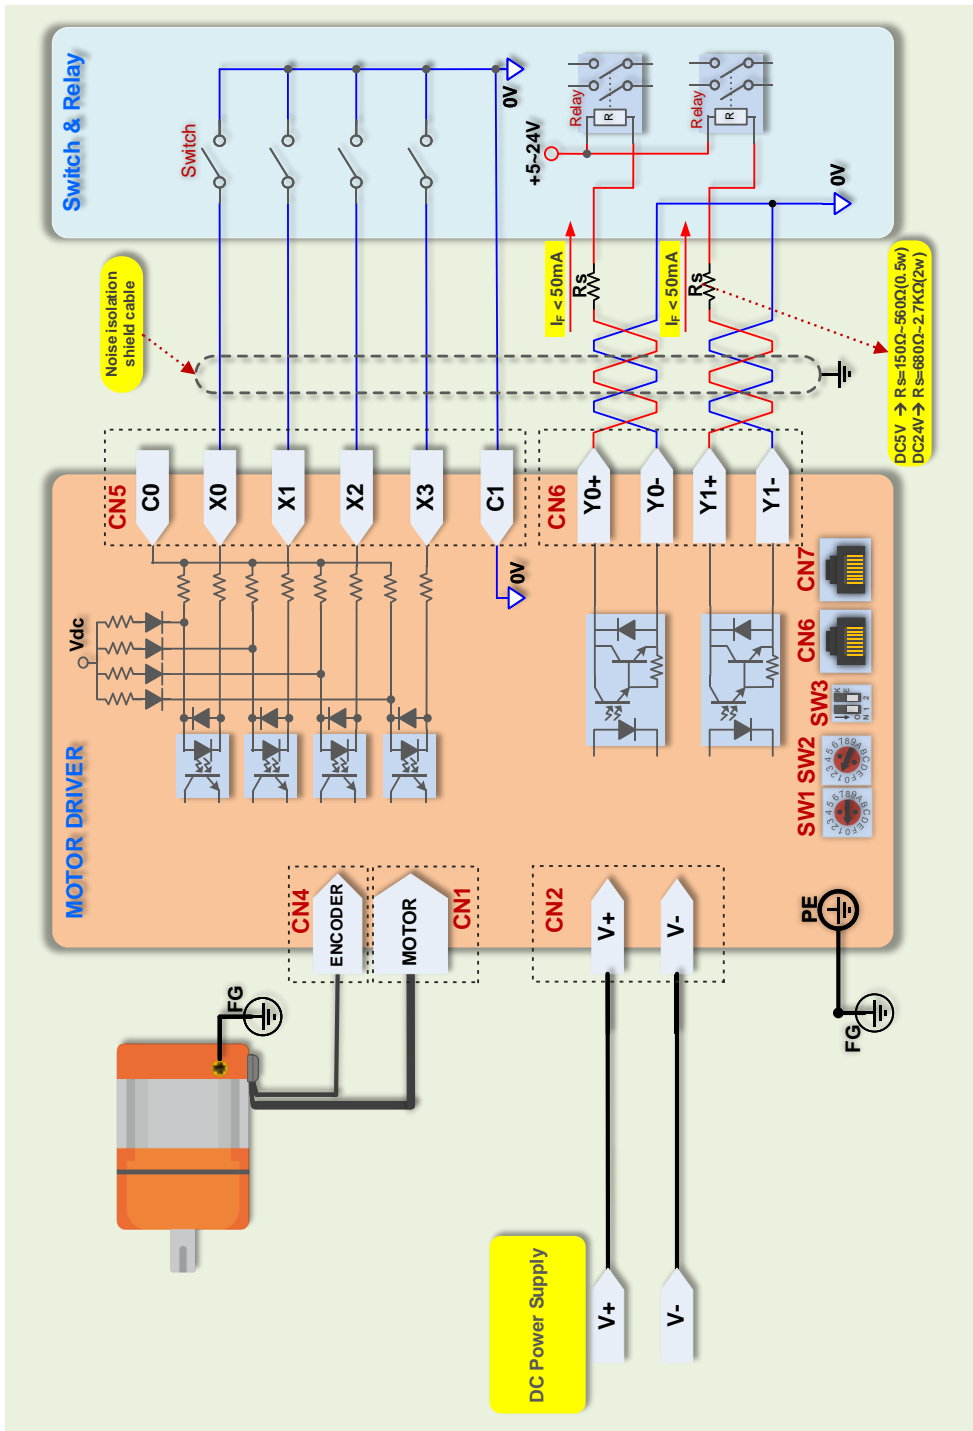 Switch & Relay
Switch
0V
Relay
R
Relay
R
+5~24V
0V
Noise isolation
shield cable
IF < 50mA
Rs
IF < 50mA
Rs
DC5V → Rs=150Ω~560Ω(0.5w)
DC24V→ Rs=680Ω~2.7KΩ(2w)
CN5
C0
X0
X1
X2
X3
C1
CN6
Y0+
Y0-
Y1+
Y1-
0V
Vdc
MOTOR DRIVER
CN7
CN6
SW3
SW2
SW1
CN4
ENCODER
CN1
MOTOR
CN2
V+
V-
PE
FG
FG
DC Power Supply
V+
V-